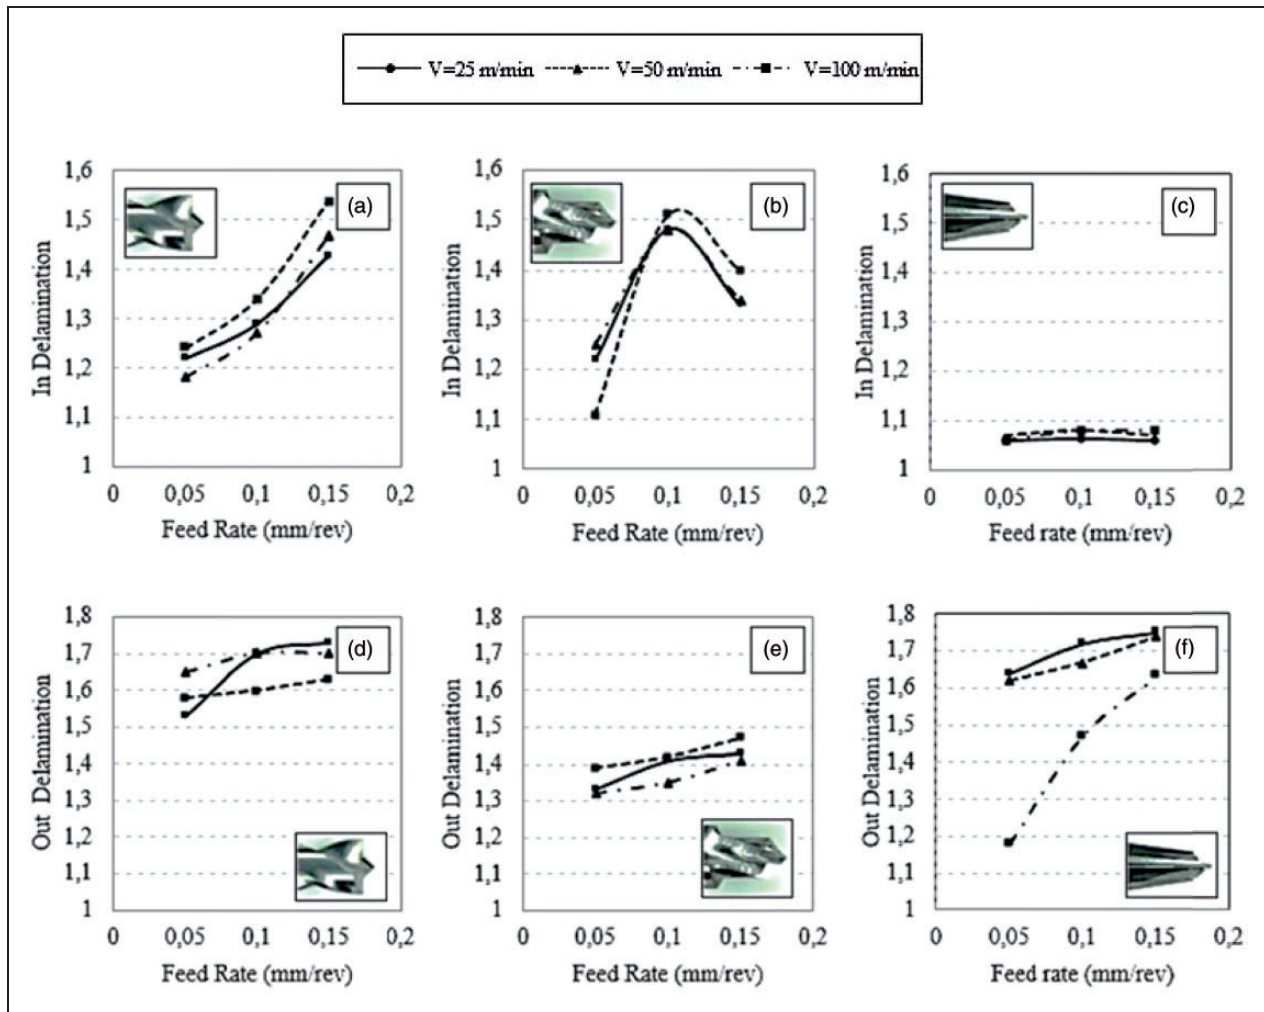 V=25 m/min V=50 m/min V=100 m/min
1,6
1,5
1,4
1,3
1,2
1,1
1
In Delamination
(a)
0 0,05 0,1 0,15 0,2
Feed Rate (mm/rev)
1,6
1,5
1,4
1,3
1,2
1,1
1
In Delamination
(b)
0 0,05 0,1 0,15 0,2
Feed Rate (mm/rev)
1,6
1,5
1,4
1,3
1,2
1,1
1
In Delamination
(c)
0 0,05 0,1 0,15 0,2
Feed rate (mm/rev)
1,8
1,7
1,6
1,5
1,4
1,3
1,2
1,1
1
Out Delamination
(d)
0 0,05 0,1 0,15 0,2
Feed Rate (mm/rev)
1,8
1,7
1,6
1,5
1,4
1,3
1,2
1,1
1
Out Delamination
(e)
0 0,05 0,1 0,15 0,2
Feed Rate (mm/rev)
1,8
1,7
1,6
1,5
1,4
1,3
1,2
1,1
1
Out Delamination
(f)
0 0,05 0,1 0,15 0,2
Feed rate (mm/rev)